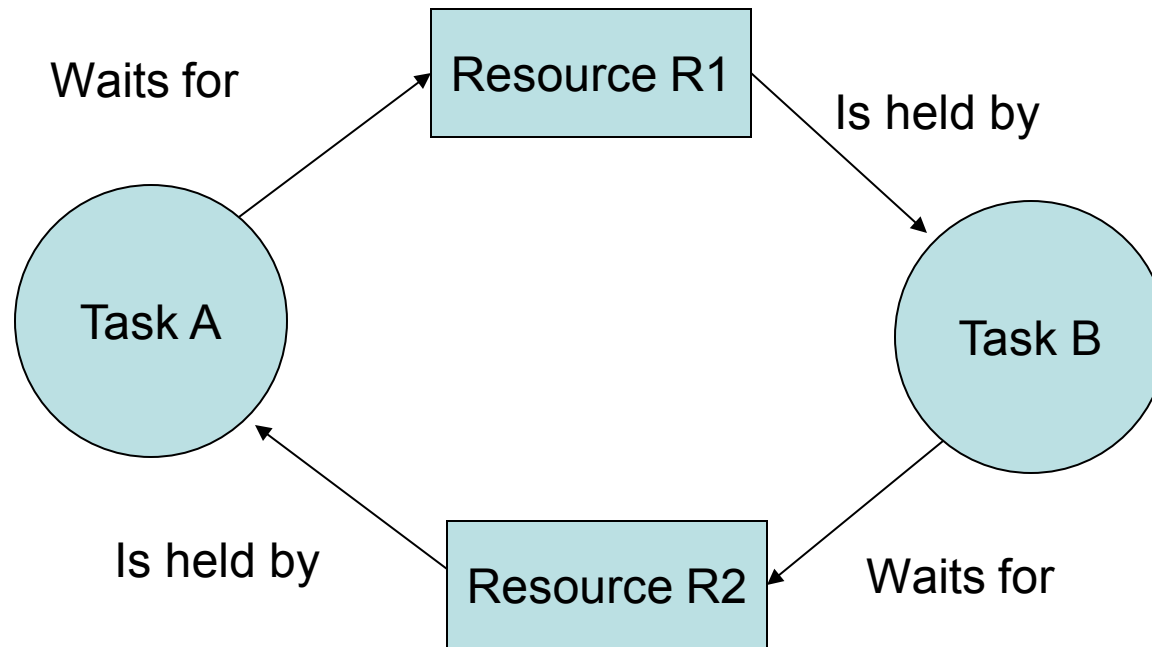 Waits for
Resource R1
Is held by
Task A
Task B
Is held by
Resource R2
Waits for